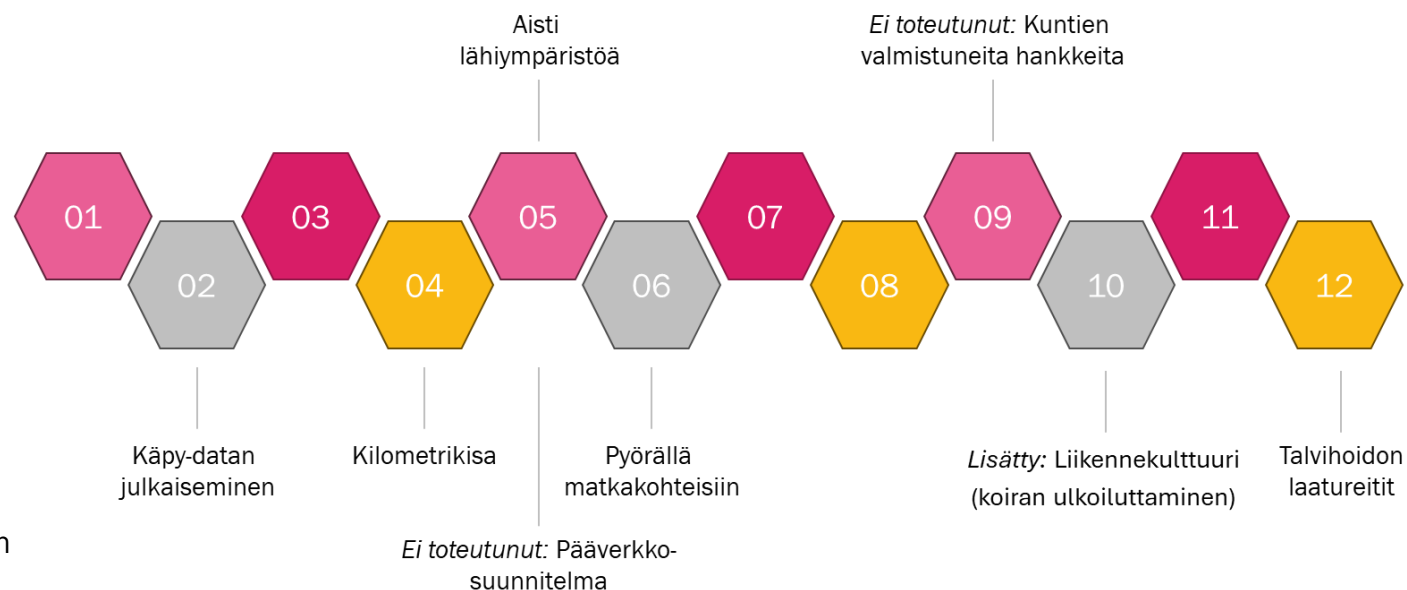 Aisti
lähiympäristöä
Ei toteutunut: Kuntien
valmistuneita hankkeita
01
02
03
04
05
06
07
08
09
10
11
12
Käpy-datan
julkaiseminen
Kilometrikisa
Pyörällä
matkakohteisiin
Lisätty: Liikennekulttuuri
(koiran ulkoiluttaminen)
Talvihoidon
laatureitit
n
Ei toteutunut: Pääverkko-
suunnitelma